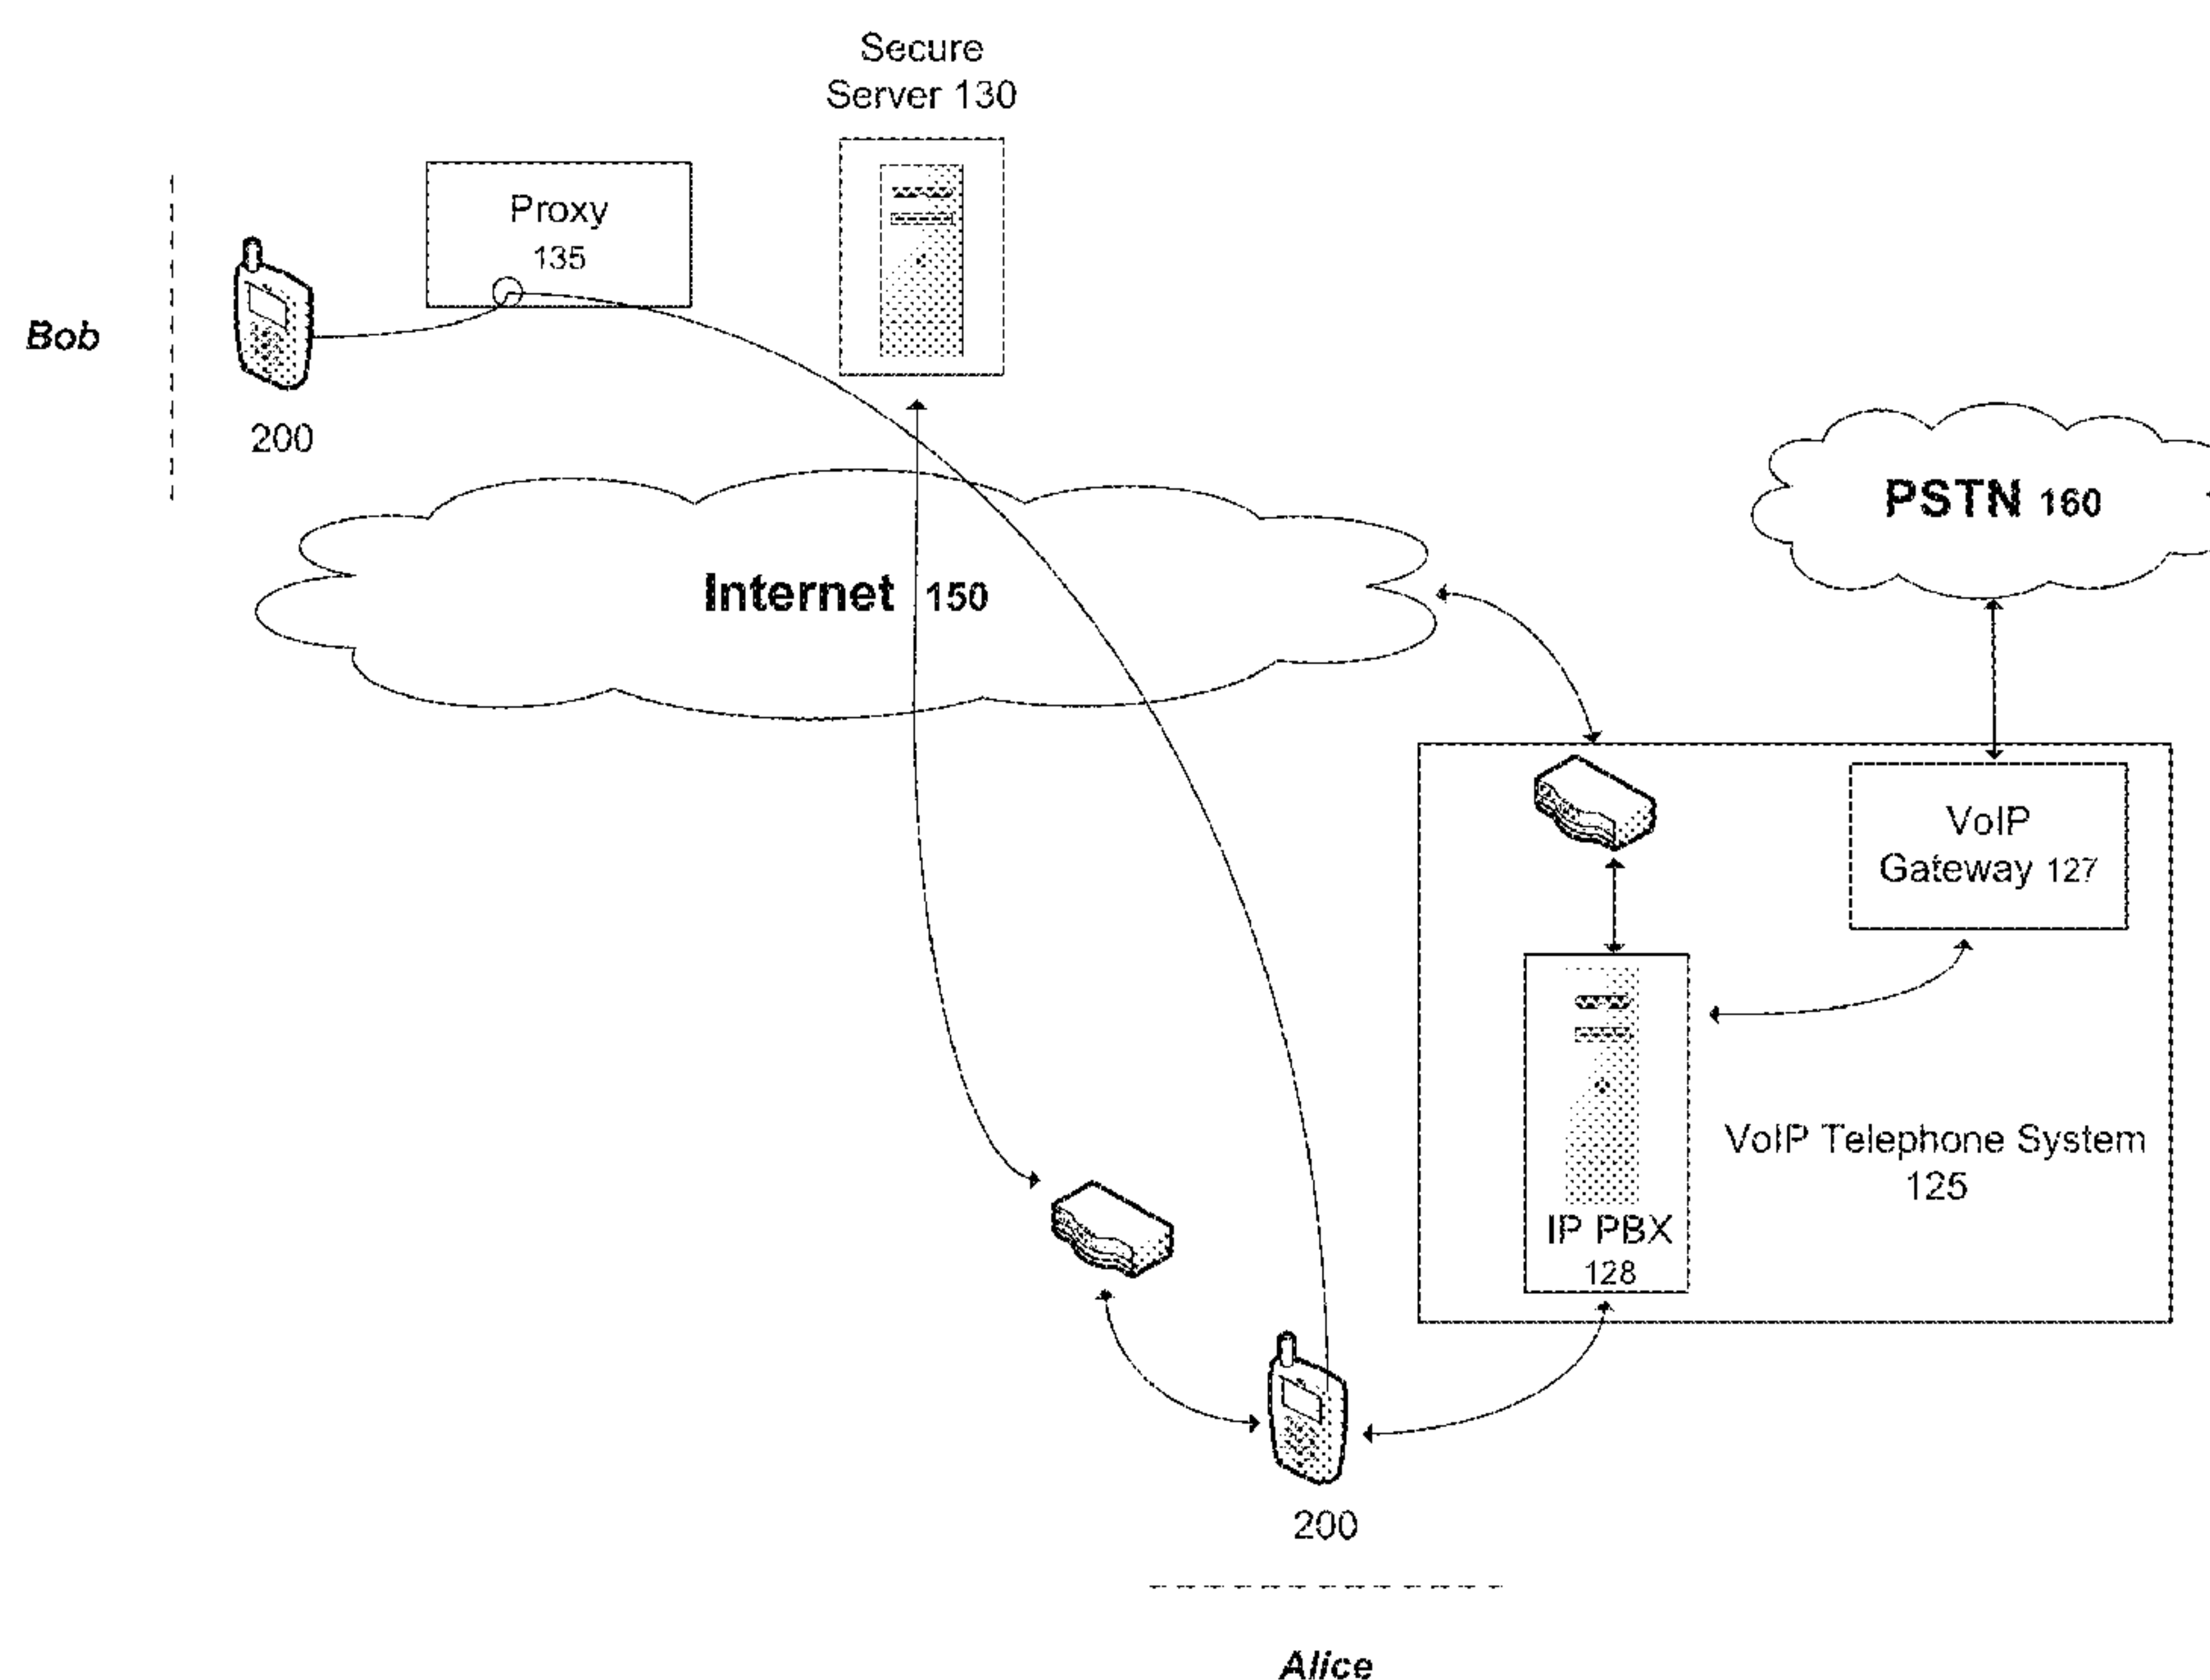 Secure
Server 130
Proxy
135
Bob
200
PSTN 160
Internet 150
VoIP
Gateway 127
VoIP Telephone System
125
IP PBX
128
200
Alice